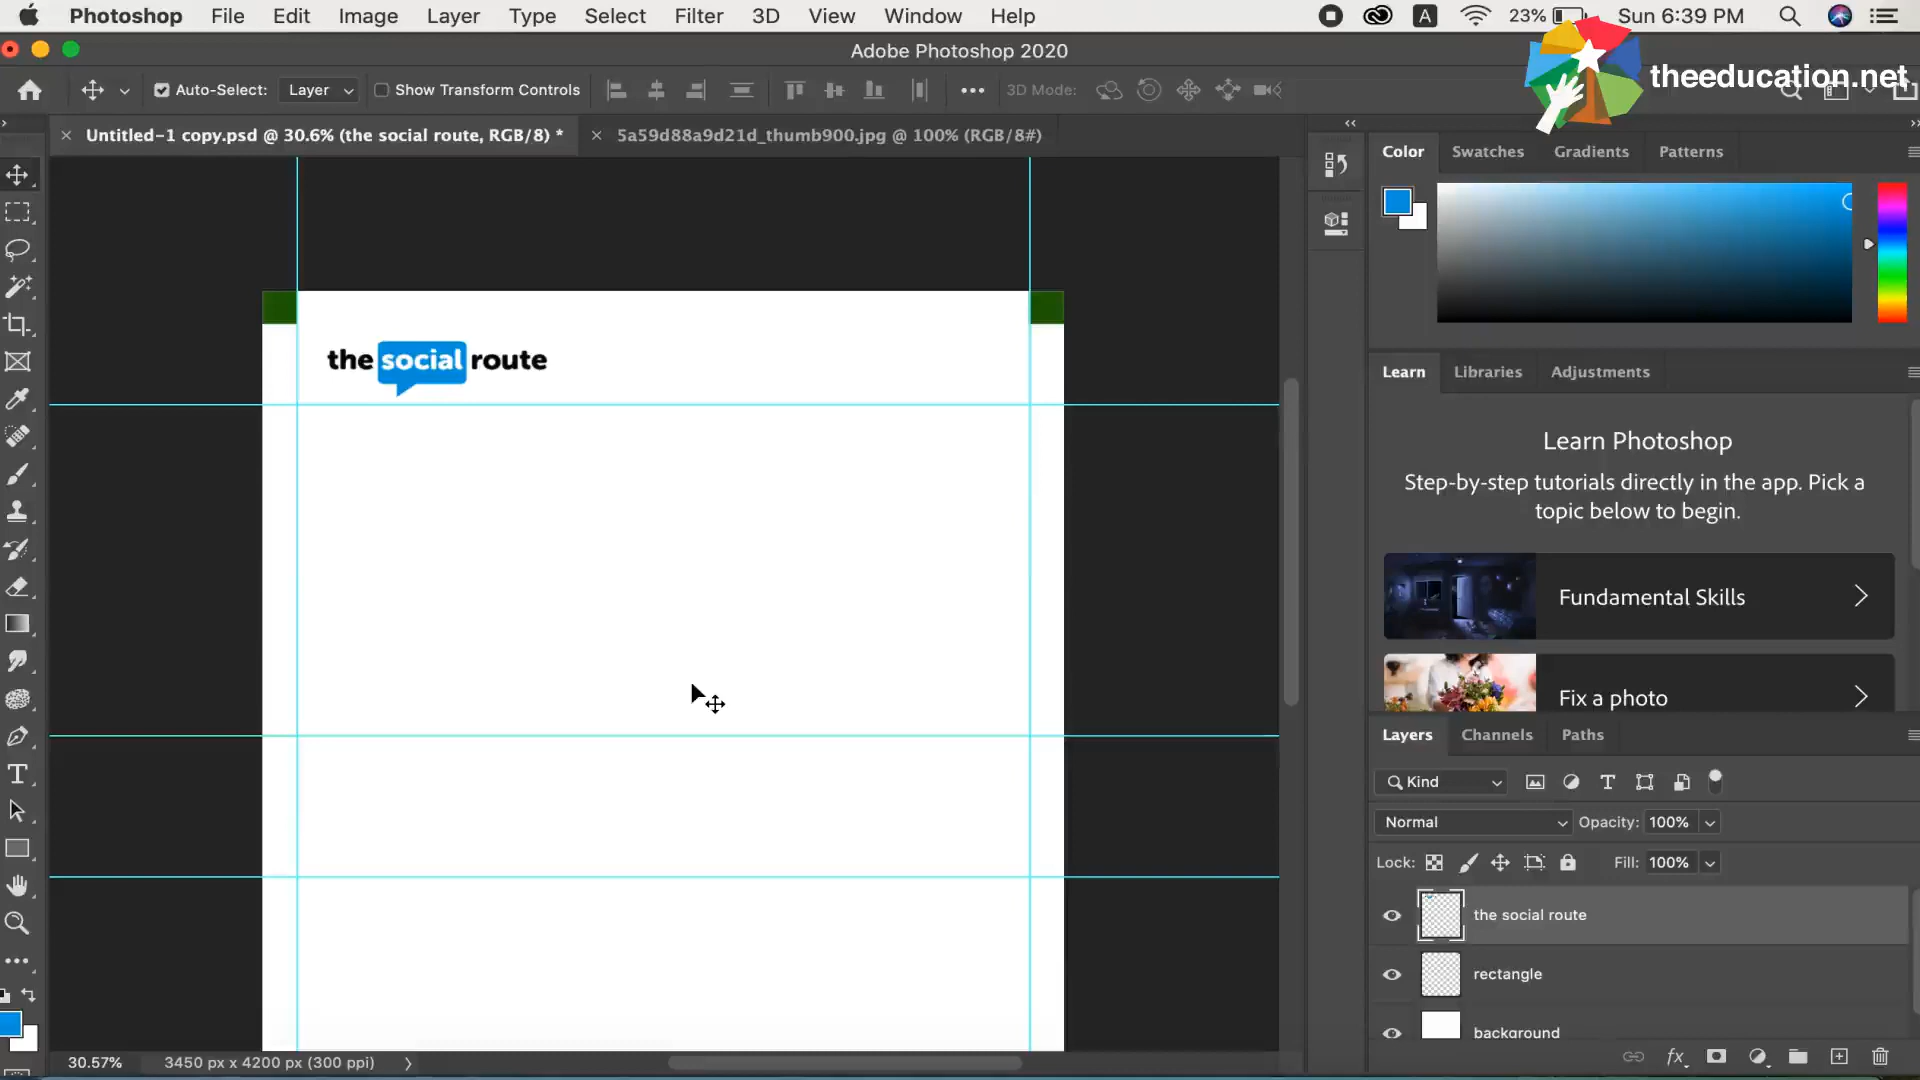 Photoshop File Edit Image Layer Type Select Filter 3D View Window Help A 23% Sun 6:39 PM
Adobe Photoshop 2020
theeducation.net
Auto-Select: Layer Show Transform Controls 3D Mode:
Untitled-1 copy.psd @ 30.6% (the social route, RGB/8) * 5a59d88a9d21d_thumb900.jpg @ 100% (RGB/8#)
Color Swatches Gradients Patterns
the social route
Learn Libraries Adjustments
Learn Photoshop
Step-by-step tutorials directly in the app. Pick a
topic below to begin.
Fundamental Skills
Fix a photo
Layers Channels Paths
Kind
Normal Opacity: 100%
Lock: Fill: 100%
the social route
rectangle
background
30.57% 3450 px x 4200 px (300 ppi)